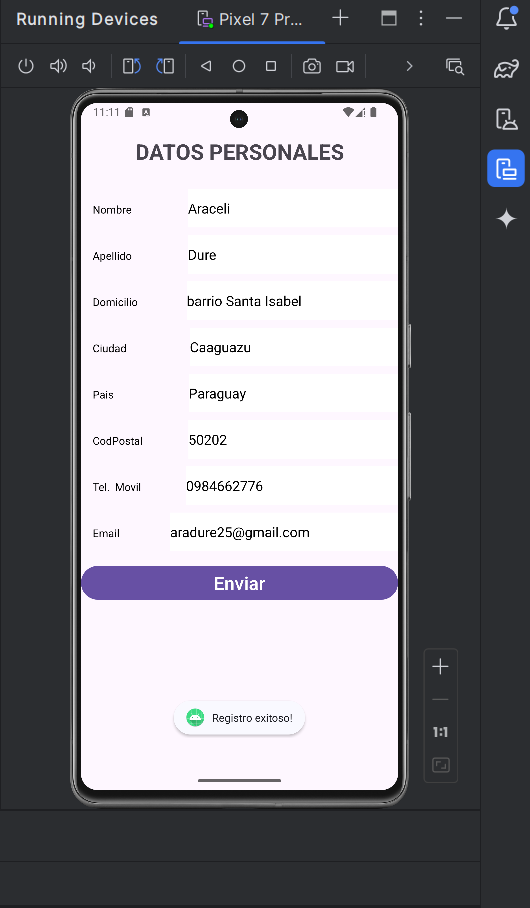 Running Devices
Pixel 7 Pr...
11:11
DATOS PERSONALES
Nombre Araceli
Apellido Dure
Domicilio barrio Santa Isabel
Ciudad Caaguazu
Pais Paraguay
CodPostal 50202
Tel. Movil 0984662776
Email aradure25@gmail.com
Enviar
Registro exitoso!
1:1